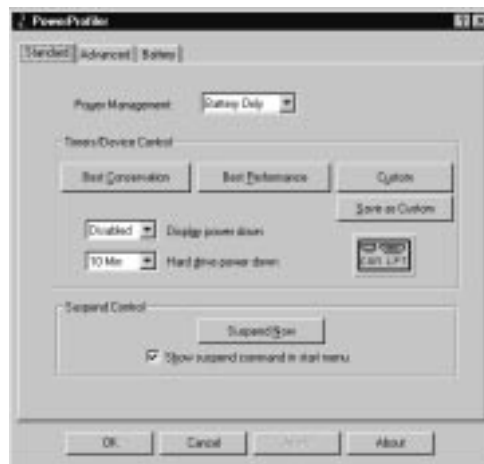 PowerProfiler
Standard Advanced Battery
Power Management: Battery Only
Timers/Device Control
Best Conservation Best Performance Custom
Save as Custom
Disabled Display power down
10 Min Hard drive power down
Suspend Control
Suspend Now
Show suspend command in start menu
OK Cancel Apply About